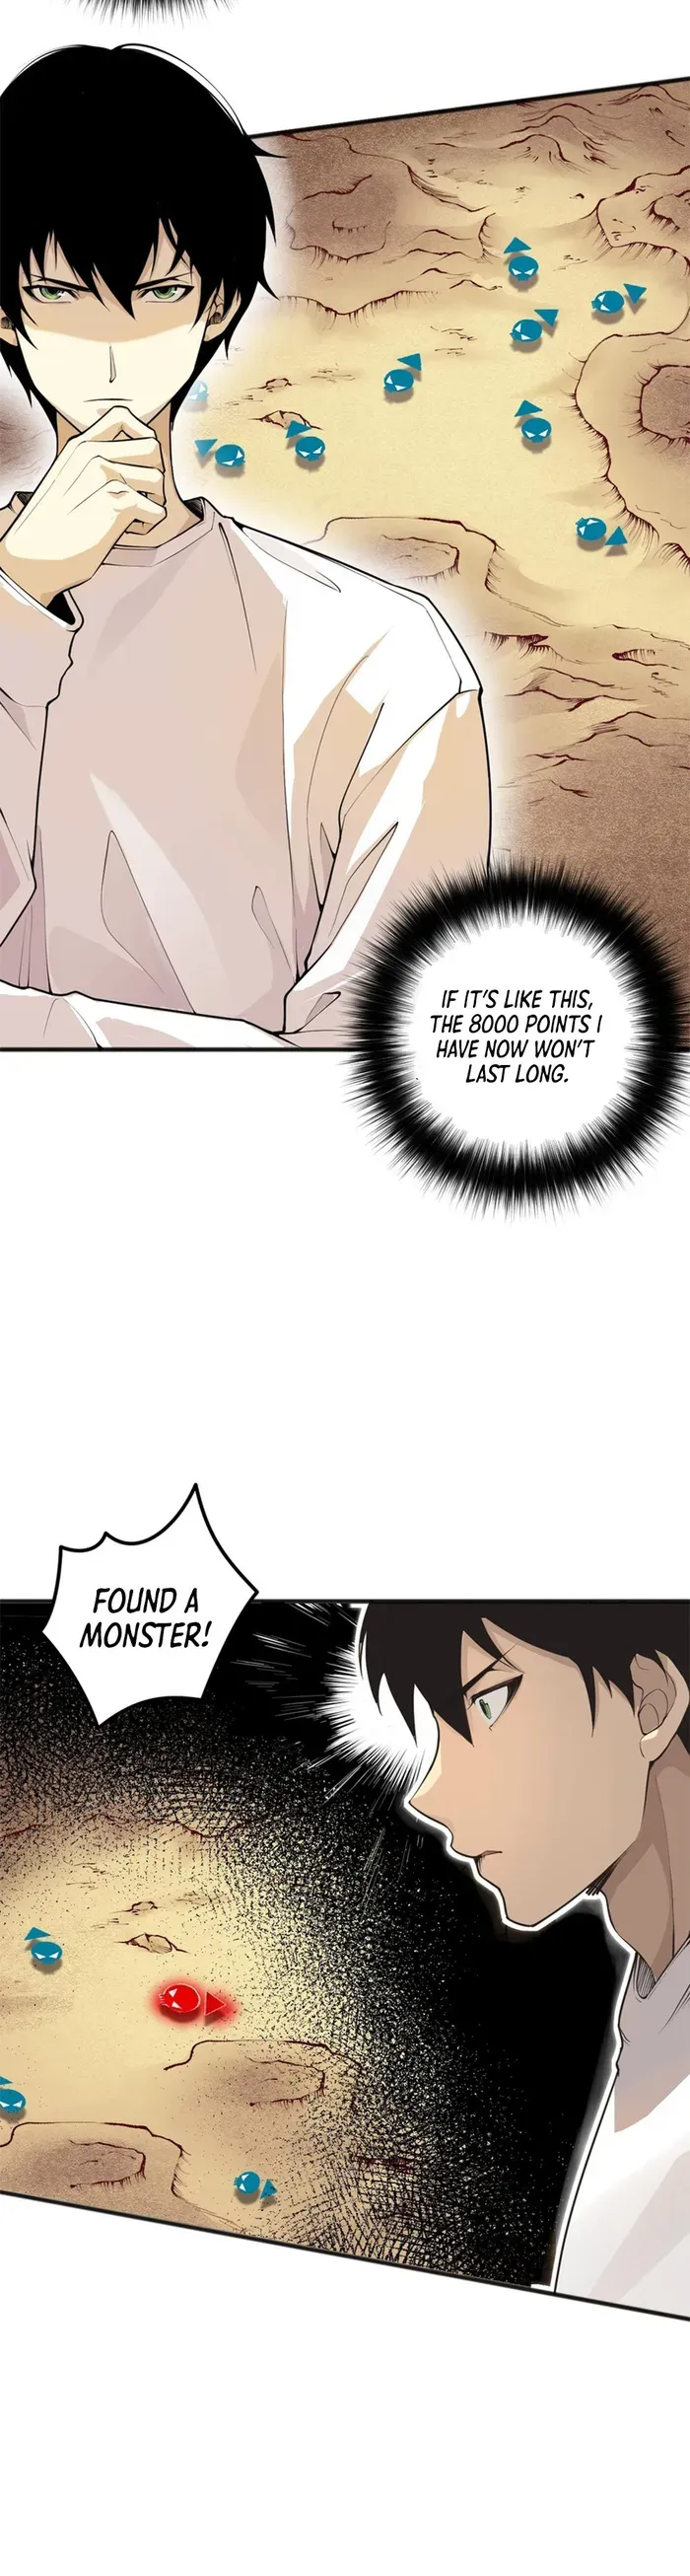 IF IT'S LIKE THIS,
THE 8000 POINTS I
HAVE NOW WON'T
LAST LONG.
FOUND A
MONSTER!